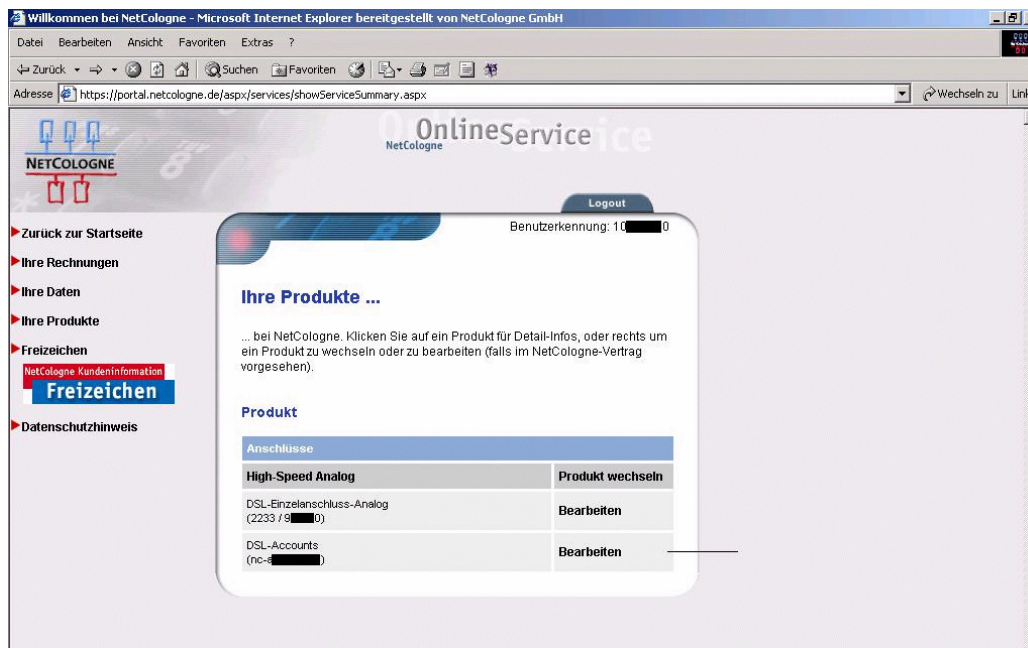 Willkommen bei NetCologne - Microsoft Internet Explorer bereitgestellt von NetCologne GmbH
Datei Bearbeiten Ansicht Favoriten Extras ?
Zurück Suchen Favoriten
Adresse https://portal.netcologne.de/aspx/services/showServiceSummary.aspx Wechseln zu
OnlineService
NetCologne
NETCOLOGNE
Logout
Benutzerkennung: 10 0
Zurück zur Startseite
Ihre Rechnungen
Ihre Daten
Ihre Produkte
Freizeichen
NetCologne Kundeninformation
Freizeichen
Datenschutzhinweis
Ihre Produkte ...
... bei NetCologne. Klicken Sie auf ein Produkt für Detail-Infos, oder rechts um
ein Produkt zu wechseln oder zu bearbeiten (falls im NetCologne-Vertrag
vorgesehen).
Produkt
Anschlüsse
High-Speed Analog Produkt wechseln
DSL-Einzelanschluss-Analog
(2233 / 9 0) Bearbeiten
DSL-Accounts
(nc- ) Bearbeiten